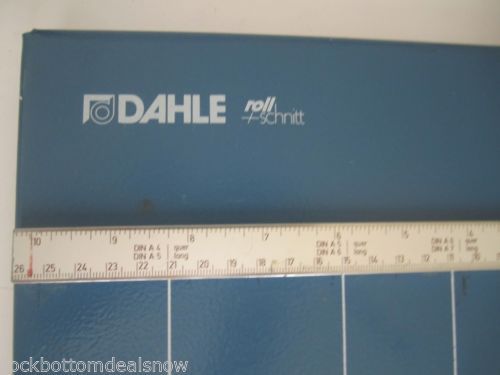 DAHLE roll
+schnitt
10 9 8 7 6 5 4
DIN A 4 quer DIN A 5 quer DIN A 6 quer
DIN A 5 long DIN A 6 long DIN A 7 long
26 25 24 23 22 21 20 19 18 17 16 15 14 13 12 11 10
ockbottomdealsnow